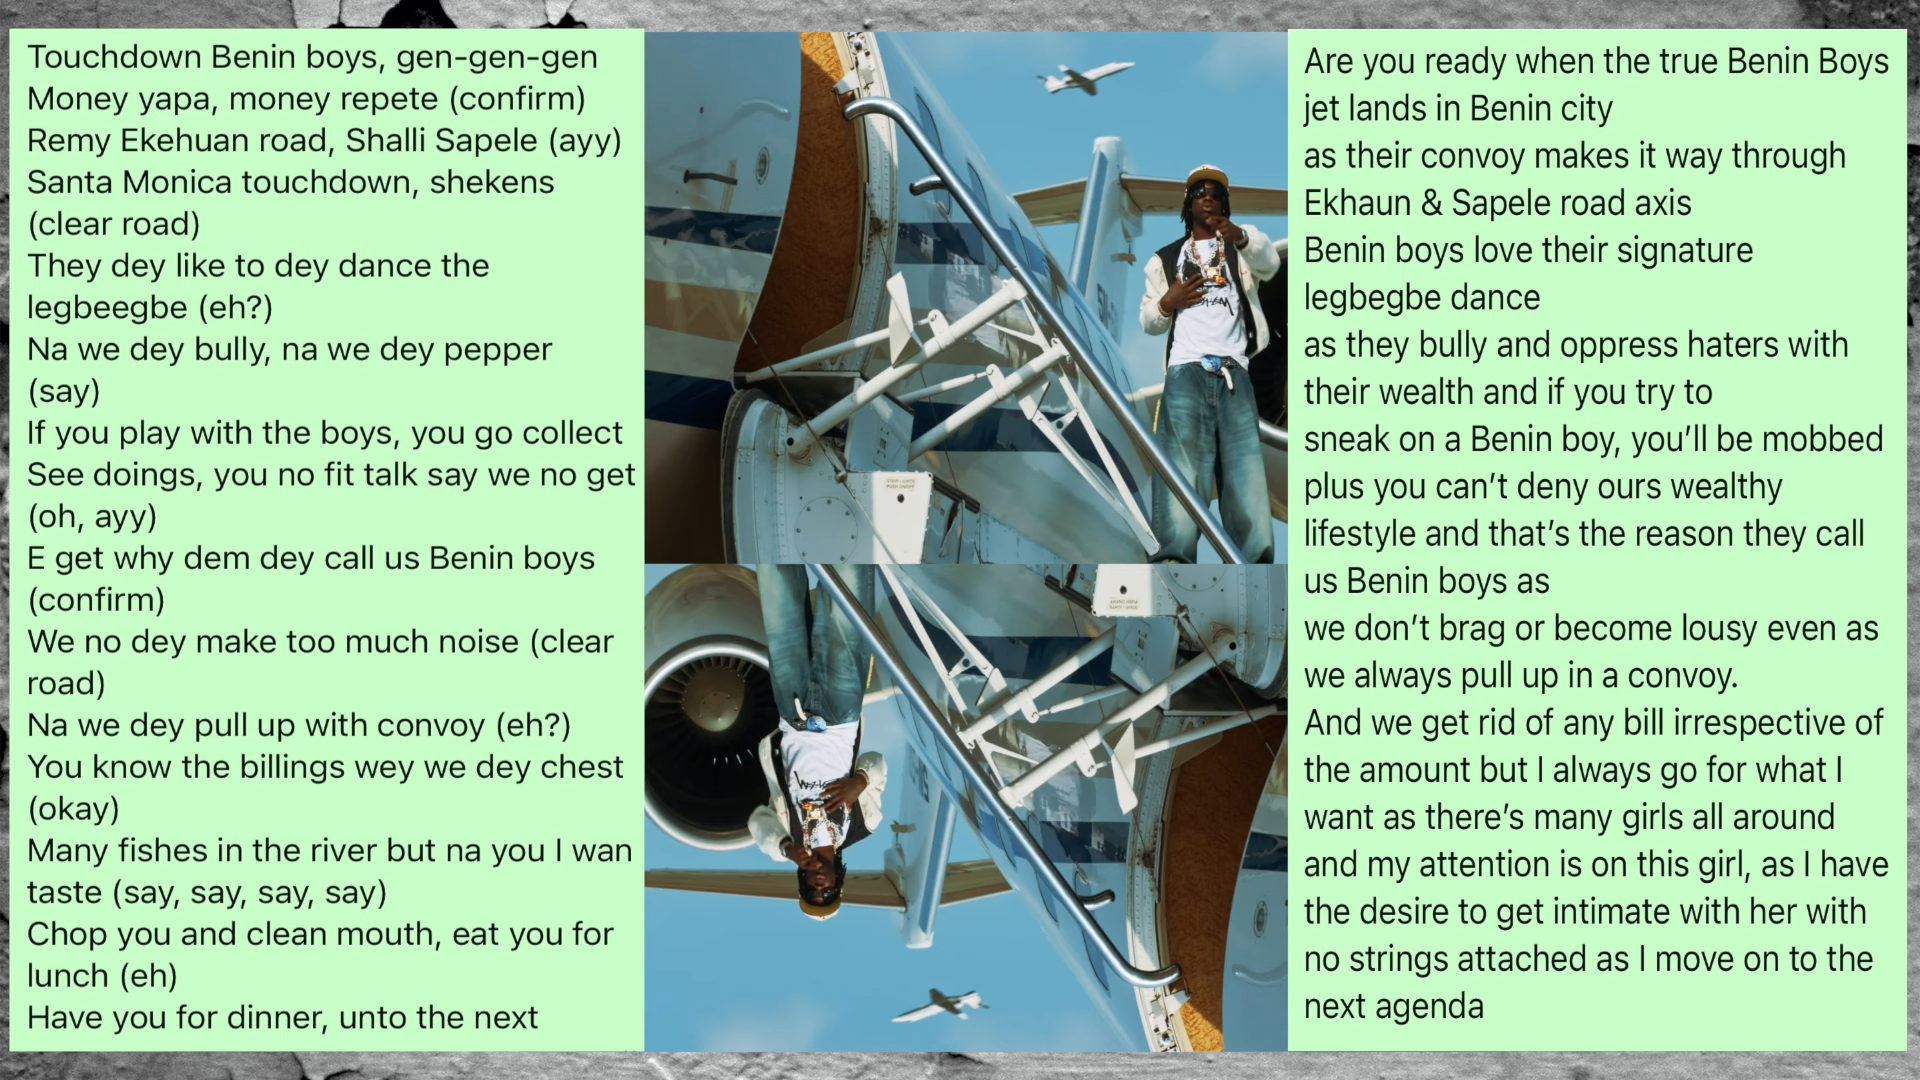 Touchdown Benin boys, gen-gen-gen
Money yapa, money repete (confirm)
Remy Ekehuan road, Shalli Sapele (ayy)
Santa Monica touchdown, shekens
(clear road)
They dey like to dey dance the
legbeegbe (eh?)
Na we dey bully, na we dey pepper
(say)
If you play with the boys, you go collect
See doings, you no fit talk say we no get
(oh, ayy)
E get why dem dey call us Benin boys
(confirm)
We no dey make too much noise (clear
road)
Na we dey pull up with convoy (eh?)
You know the billings wey we dey chest
(okay)
Many fishes in the river but na you I wan
taste (say, say, say, say)
Chop you and clean mouth, eat you for
lunch (eh)
Have you for dinner, unto the next
Are you ready when the true Benin Boys
jet lands in Benin city
as their convoy makes it way through
Ekhaun & Sapele road axis
Benin boys love their signature
legbegbe dance
as they bully and oppress haters with
their wealth and if you try to
sneak on a Benin boy, you’ll be mobbed
plus you can’t deny ours wealthy
lifestyle and that’s the reason they call
us Benin boys as
we don’t brag or become lousy even as
we always pull up in a convoy.
And we get rid of any bill irrespective of
the amount but I always go for what I
want as there’s many girls all around
and my attention is on this girl, as I have
the desire to get intimate with her with
no strings attached as I move on to the
next agenda